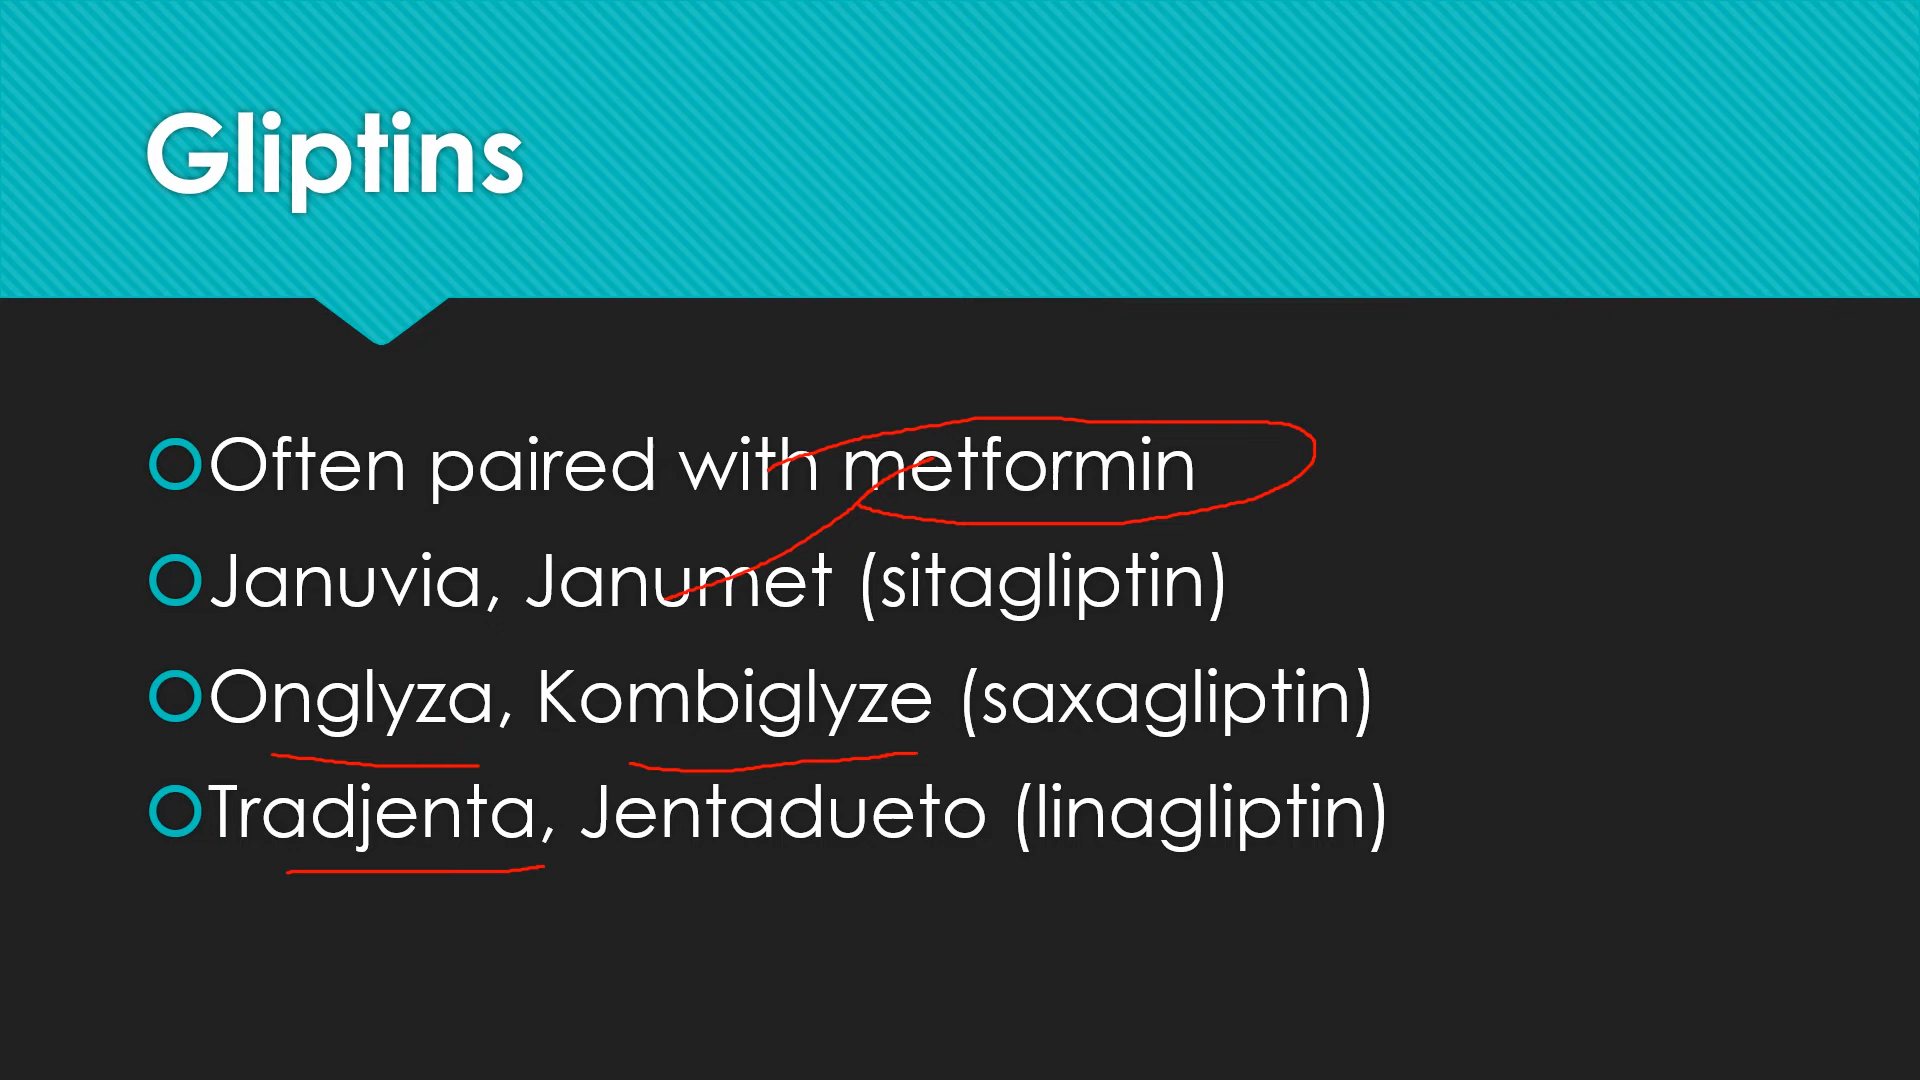 Gliptins
Often paired with metformin
Januvia, Janumet (sitagliptin)
Onglyza, Kombiglyze (saxagliptin)
Tradjenta, Jentadueto (linagliptin)